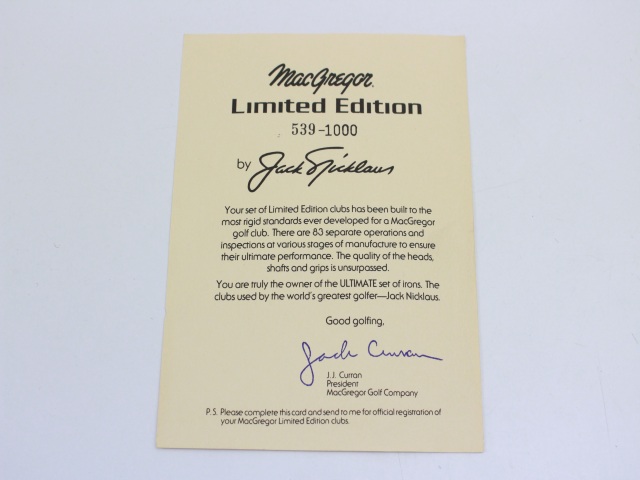 MacGregor
Limited Edition
539-1000
by Jack Nicklaus
Your set of Limited Edition clubs has been built to the
most rigid standards ever developed for a MacGregor
golf club. There are 83 separate operations and
inspections at various stages of manufacture to ensure
their ultimate performance. The quality of the heads,
shafts and grips is unsurpassed.
You are truly the owner of the ULTIMATE set of irons. The
clubs used by the world's greatest golfer—Jack Nicklaus.
Good golfing,
Jack Curran
J.J. Curran
President
MacGregor Golf Company
P.S. Please complete this card and send to me for official registration of
your MacGregor Limited Edition clubs.